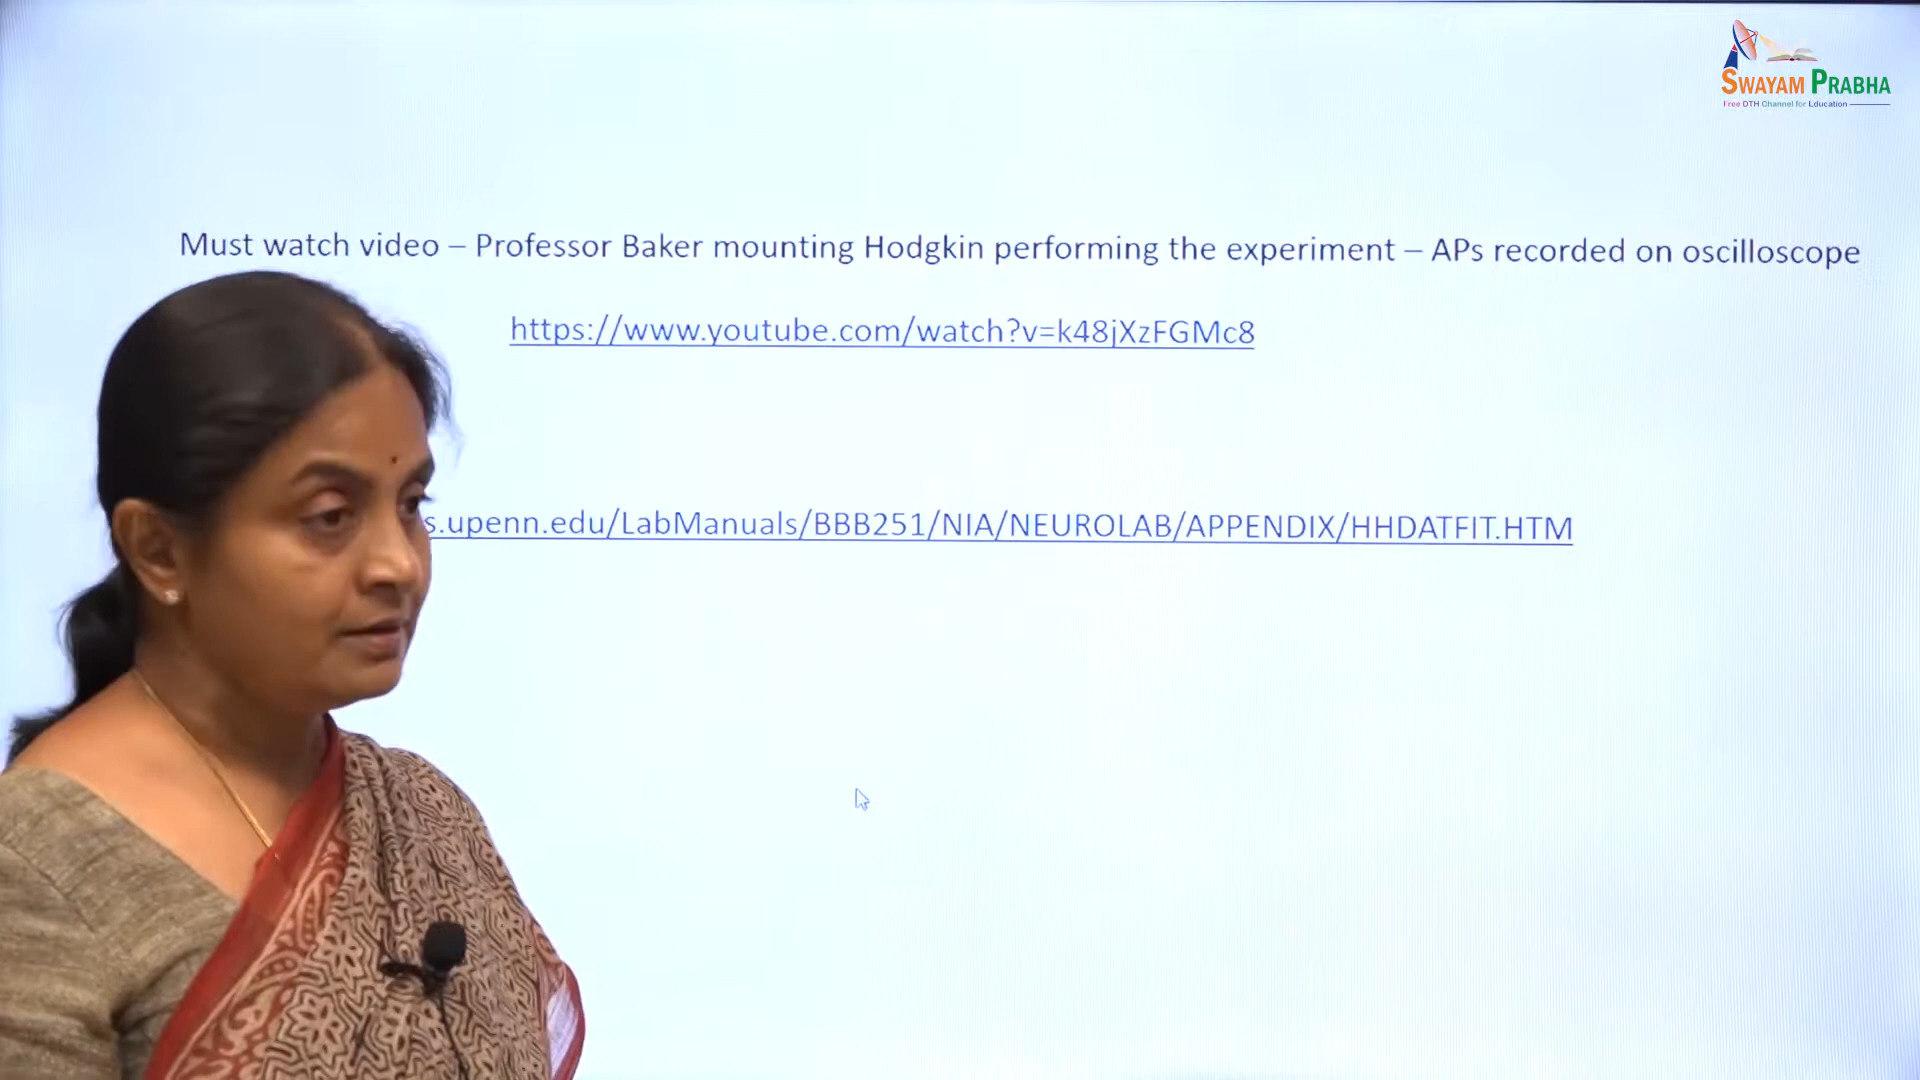 SWAYAM PRABHA
Free DTH Channel for Education
Must watch video – Professor Baker mounting Hodgkin performing the experiment – APs recorded on oscilloscope
https://www.youtube.com/watch?v=k48jXzFGMc8
s.upenn.edu/LabManuals/BBB251/NIA/NEUROLAB/APPENDIX/HHDATFIT.HTM